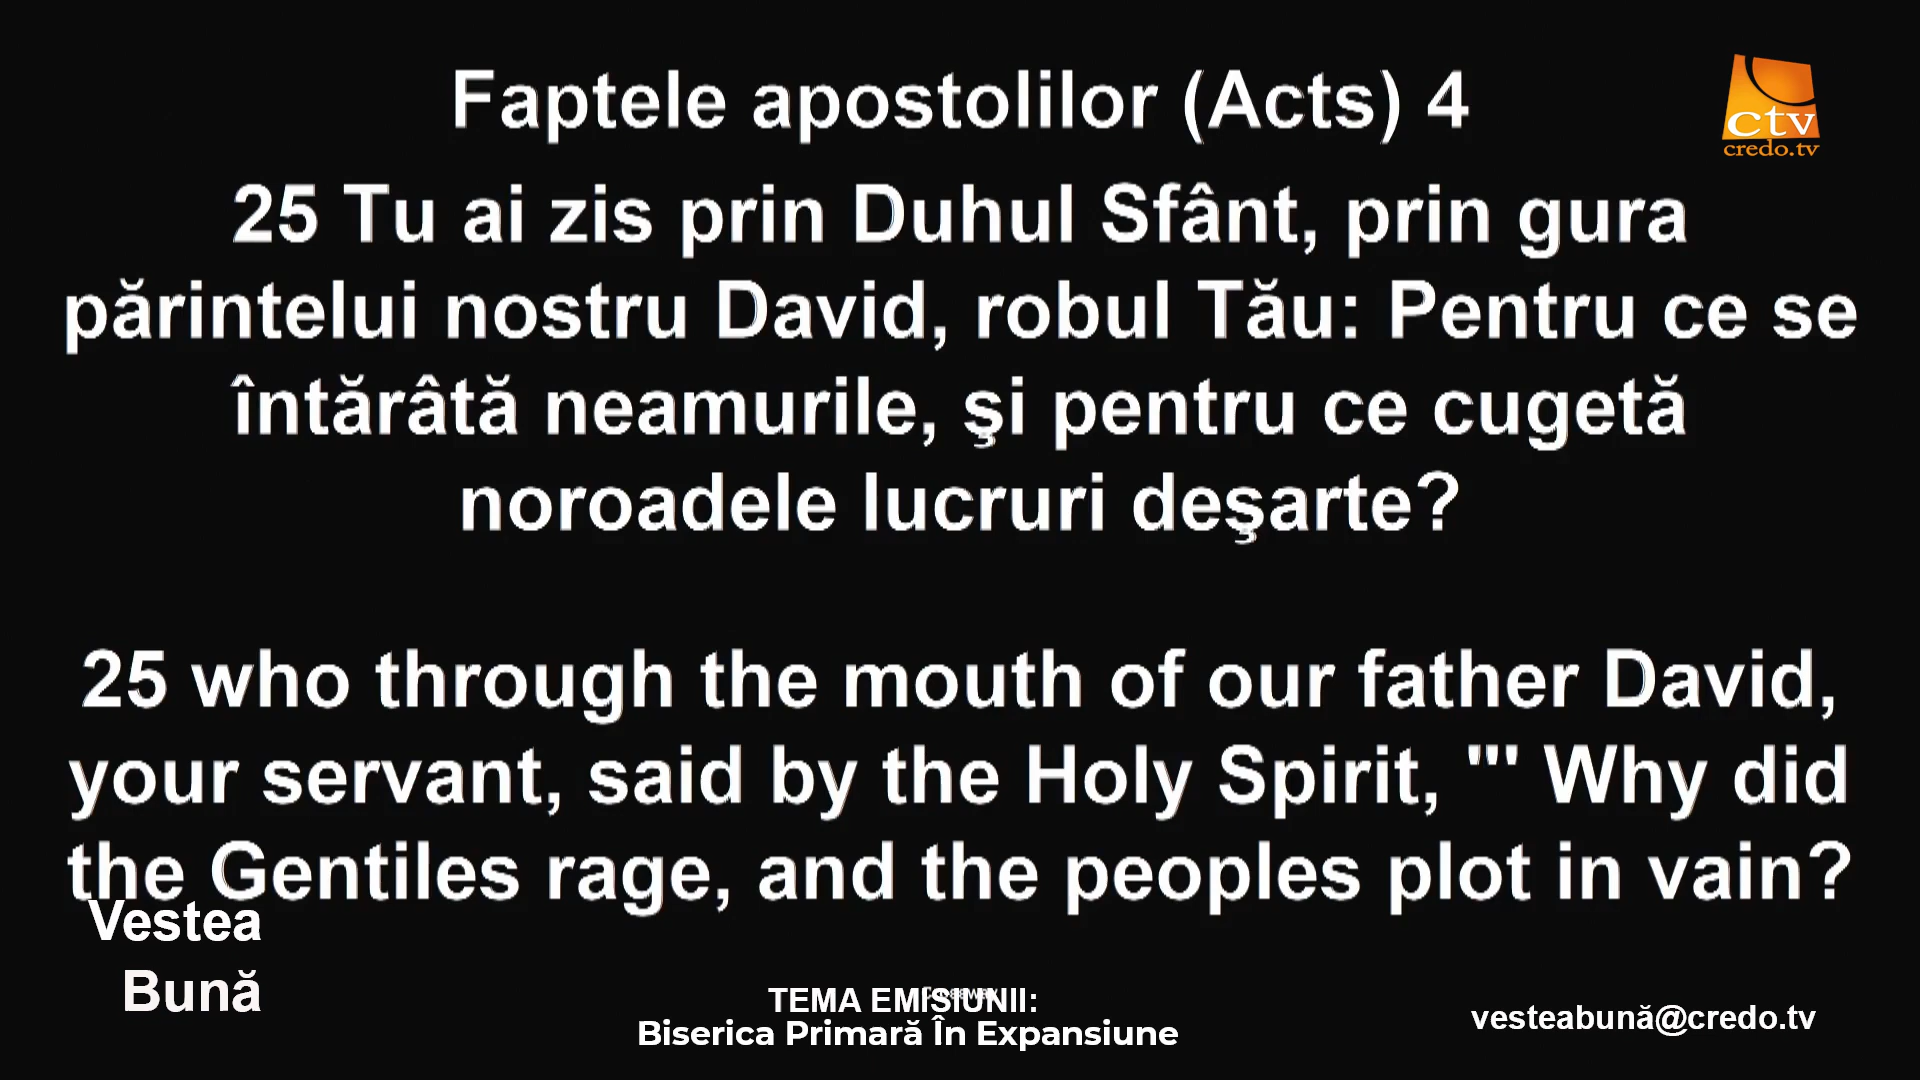 Faptele apostolilor (Acts) 4
ctv
credo.tv
25 Tu ai zis prin Duhul Sfânt, prin gura
părintelui nostru David, robul Tău: Pentru ce se
întărâtă neamurile, şi pentru ce cugetă
noroadele lucruri deşarte?
25 who through the mouth of our father David,
your servant, said by the Holy Spirit, "' Why did
the Gentiles rage, and the peoples plot in vain?
Vestea
Bună
TEMA EMISIUNII:
Biserica Primară În Expansiune
vesteabună@credo.tv